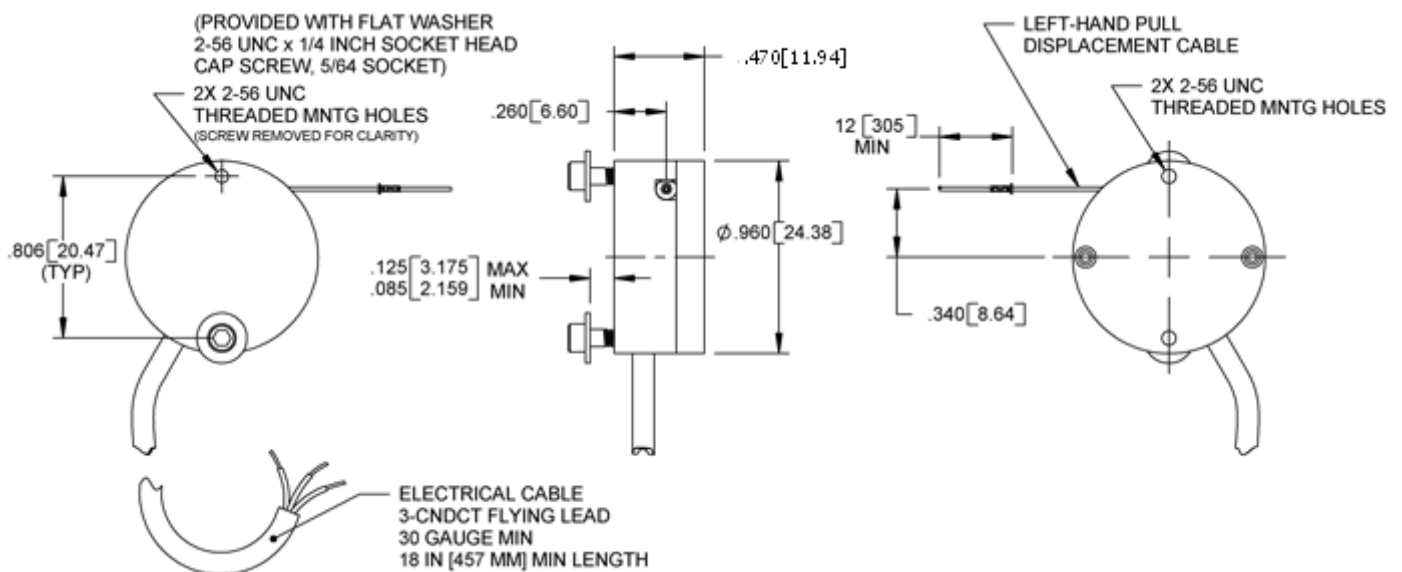 (PROVIDED WITH FLAT WASHER
2-56 UNC x 1/4 INCH SOCKET HEAD
CAP SCREW, 5/64 SOCKET)
2X 2-56 UNC
THREADED MNTG HOLES
(SCREW REMOVED FOR CLARITY)
.806[20.47]
(TYP)
ELECTRICAL CABLE
3-CNDCT FLYING LEAD
30 GAUGE MIN
18 IN [457 MM] MIN LENGTH
.470[11.94]
.260[6.60]
Ø.960[24.38]
.125[3.175] MAX
.085[2.159] MIN
LEFT-HAND PULL
DISPLACEMENT CABLE
2X 2-56 UNC
THREADED MNTG HOLES
12 [305]
MIN
.340[8.64]